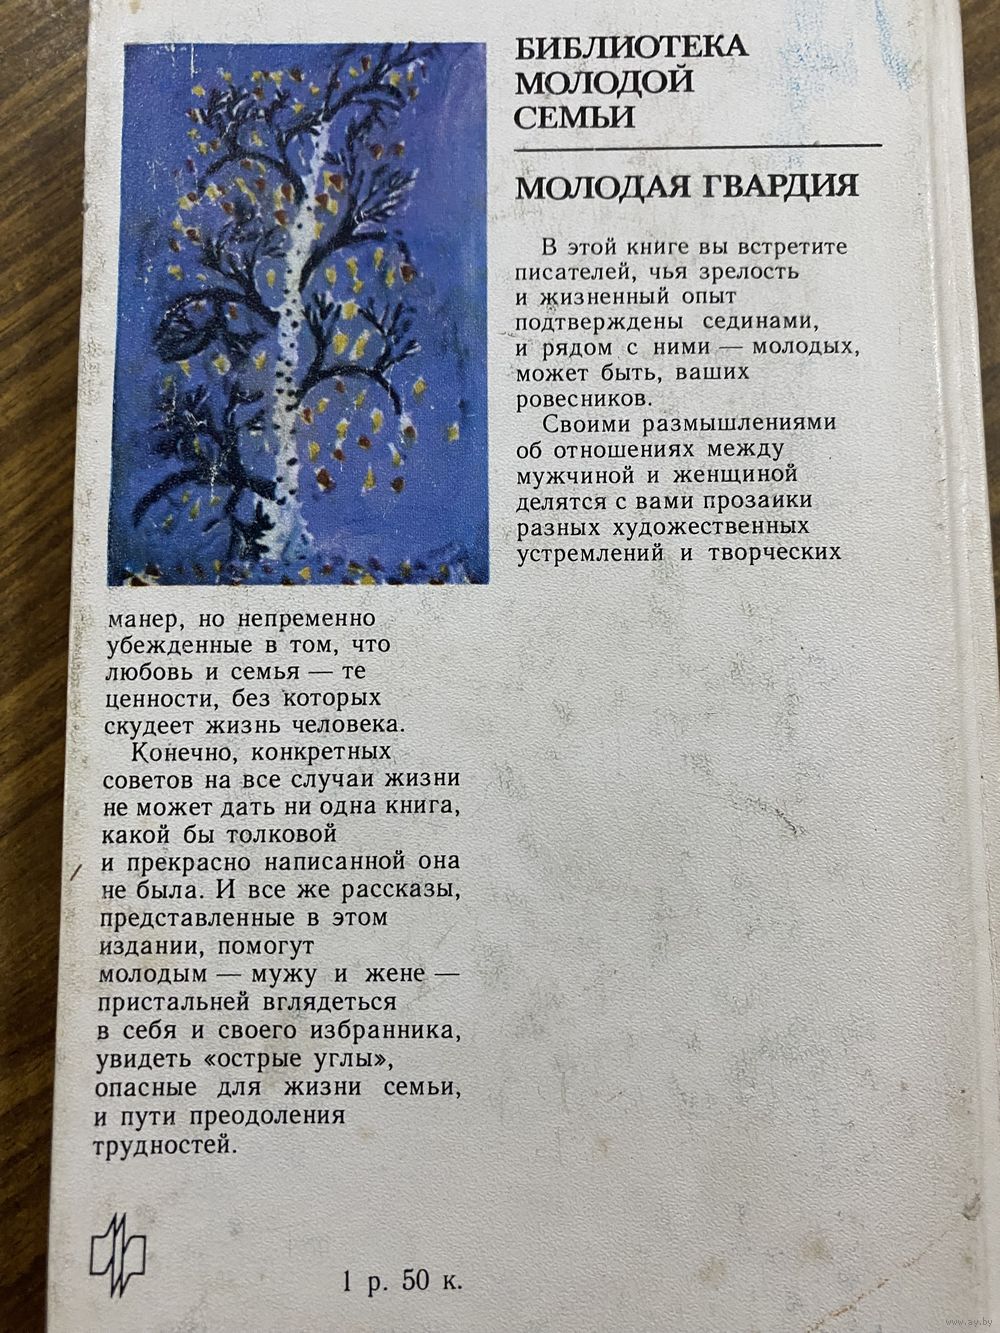 БИБЛИОТЕКА
МОЛОДОЙ
СЕМЬИ
МОЛОДАЯ ГВАРДИЯ
В этой книге вы встретите
писателей, чья зрелость
и жизненный опыт
подтверждены сединами,
и рядом с ними — молодых,
может быть, ваших
ровесников.
Своими размышлениями
об отношениях между
мужчиной и женщиной
делятся с вами прозаики
разных художественных
устремлений и творческих
манер, но непременно
убежденные в том, что
любовь и семья — те
ценности, без которых
скудеет жизнь человека.
Конечно, конкретных
советов на все случаи жизни
не может дать ни одна книга,
какой бы толковой
и прекрасно написанной она
не была. И все же рассказы,
представленные в этом
издании, помогут
молодым — мужу и жене —
пристальней вглядеться
в себя и своего избранника,
увидеть «острые углы»,
опасные для жизни семьи,
и пути преодоления
трудностей.
1 р. 50 к.
www.ay.by